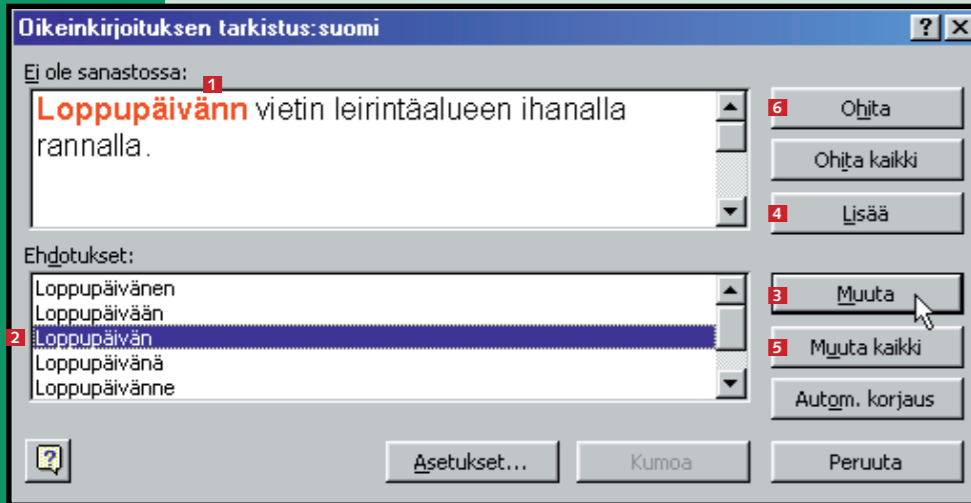 Oikeinkirjoituksen tarkistus:suomi
Ei ole sanastossa:
1
Loppupäivänn vietin leirintäalueen ihanalla
rannalla.
6 Ohita
Ohita kaikki
4 Lisää
Ehdotukset:
Loppupäivänen
Loppupäivään
2 Loppupäivän
Loppupäivänä
Loppupäivänne
3 Muuta
5 Muuta kaikki
Autom. korjaus
Asetukset...
Kumoa
Peruuta